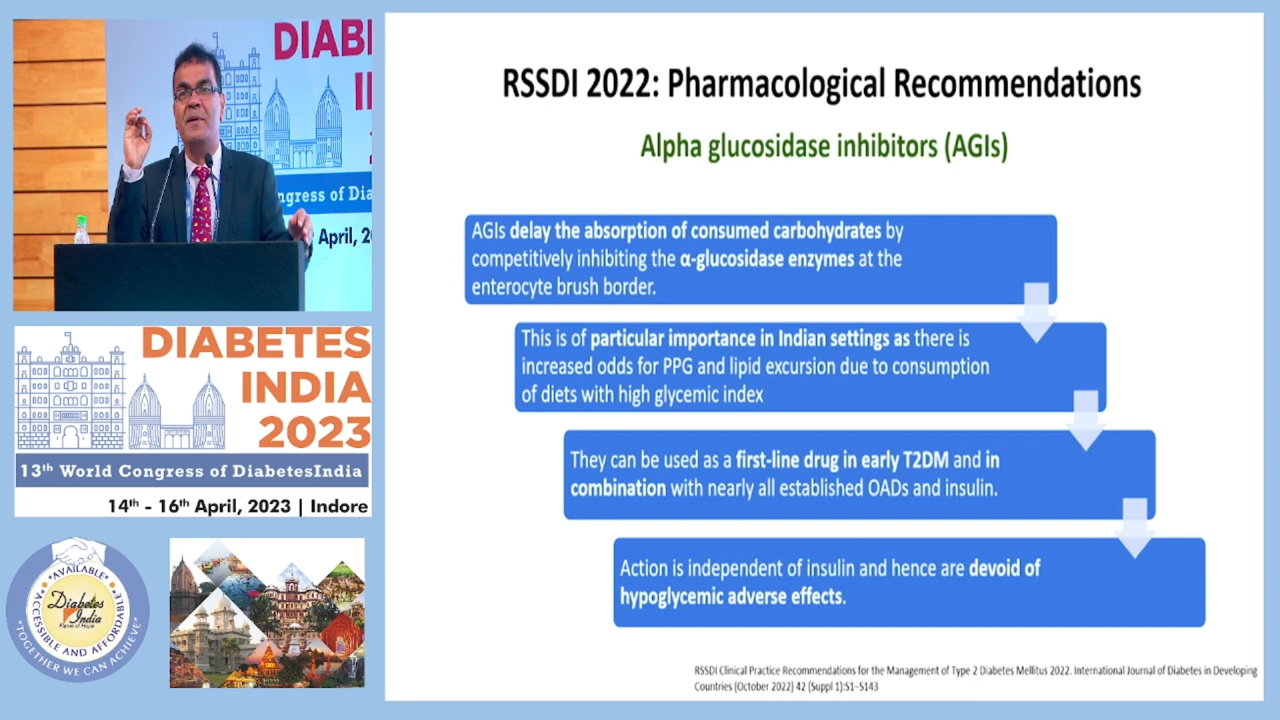 DIABI
I
ngress of Dia
April, 2
DIABETES
INDIA
2023
13th World Congress of DiabetesIndia
14th - 16th April, 2023 | Indore
"AVAILABLE"
"ACCESSIBLE AND AFFORDABLE"
Diabetes
India
Flame of Hope
"TOGETHER WE CAN ACHIEVE"
RSSDI 2022: Pharmacological Recommendations
Alpha glucosidase inhibitors (AGIs)
AGIs delay the absorption of consumed carbohydrates by
competitively inhibiting the α-glucosidase enzymes at the
enterocyte brush border.
This is of particular importance in Indian settings as there is
increased odds for PPG and lipid excursion due to consumption
of diets with high glycemic index
They can be used as a first-line drug in early T2DM and in
combination with nearly all established OADs and insulin.
Action is independent of insulin and hence are devoid of
hypoglycemic adverse effects.
RSSDI Clinical Practice Recommendations for the Management of Type 2 Diabetes Mellitus 2022. International Journal of Diabetes in Developing
Countries (October 2022) 42 (Suppl 1):S1–S143